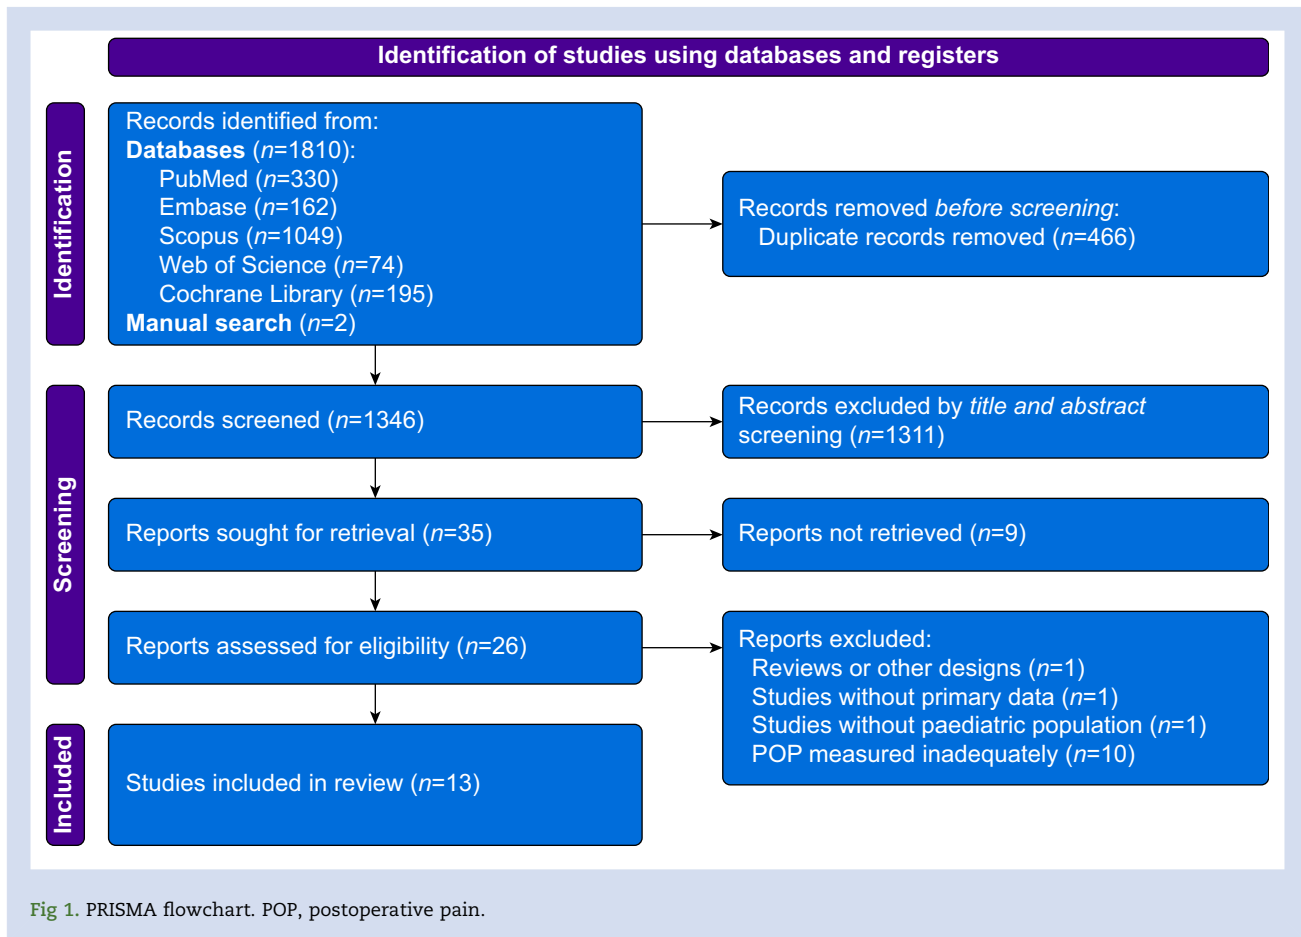 Identification of studies using databases and registers
Identification
Records identified from:
Databases (n=1810):
PubMed (n=330)
Embase (n=162)
Scopus (n=1049)
Web of Science (n=74)
Cochrane Library (n=195)
Manual search (n=2)
Records removed before screening:
Duplicate records removed (n=466)
Screening
Records screened (n=1346)
Records excluded by title and abstract
screening (n=1311)
Reports sought for retrieval (n=35)
Reports not retrieved (n=9)
Reports assessed for eligibility (n=26)
Reports excluded:
Reviews or other designs (n=1)
Studies without primary data (n=1)
Studies without paediatric population (n=1)
POP measured inadequately (n=10)
Included
Studies included in review (n=13)
Fig 1. PRISMA flowchart. POP, postoperative pain.